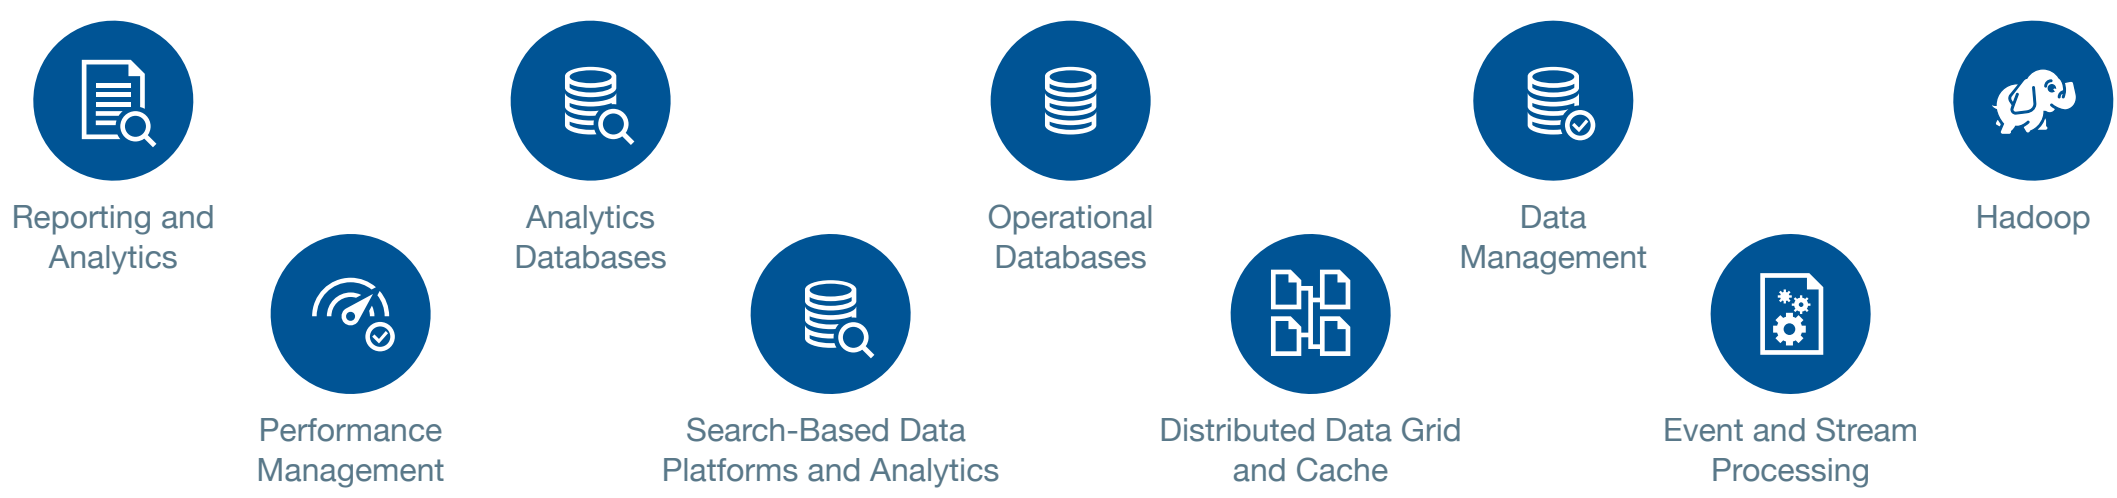 Reporting and
Analytics
Performance
Management
Analytics
Databases
Search-Based Data
Platforms and Analytics
Operational
Databases
Distributed Data Grid
and Cache
Data
Management
Event and Stream
Processing
Hadoop